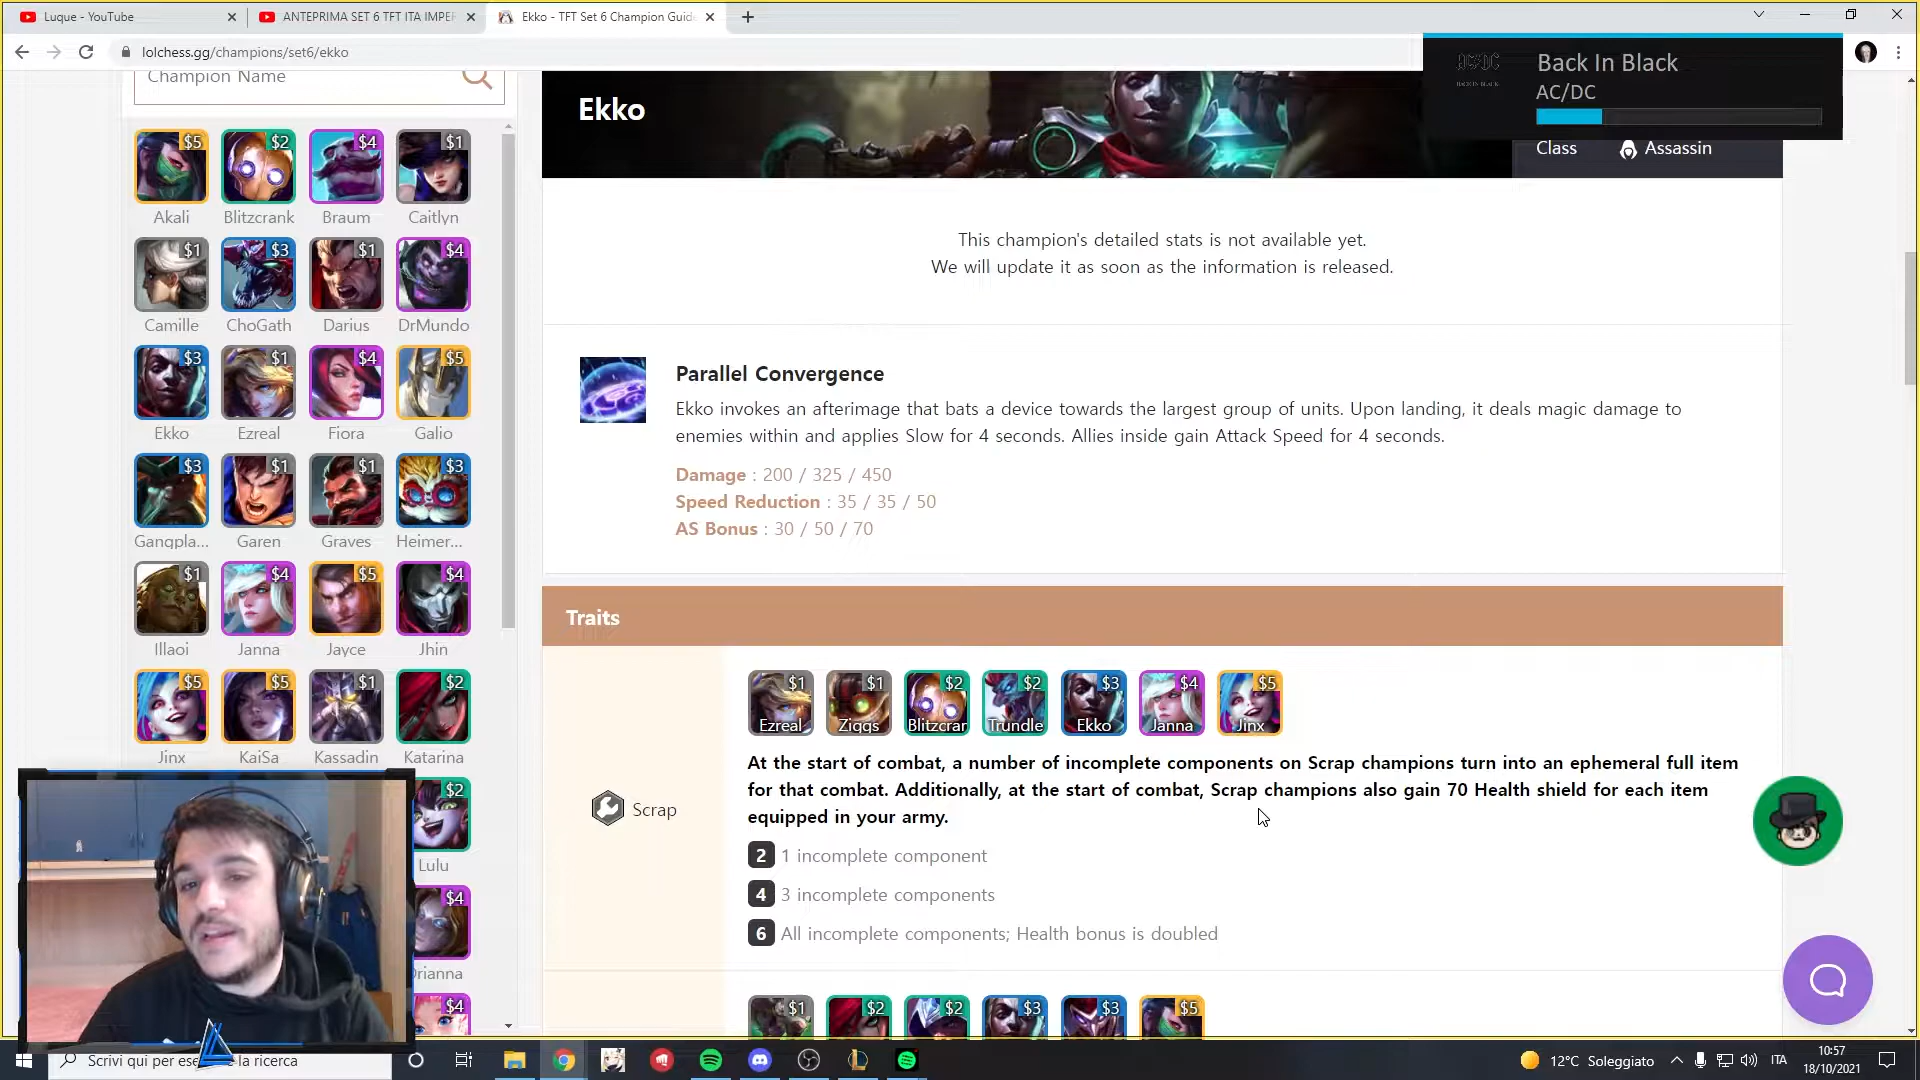 Luque - YouTube
ANTEPRIMA SET 6 TFT ITA IMPER
Ekko - TFT Set 6 Champion Guid
lolchess.gg/champions/set6/ekko
Back In Black
AC/DC
Champion Name
Ekko
Class Assassin
$5 $2 $4 $1
Akali Blitzcrank Braum Caitlyn
$1 $3 $1 $4
Camille ChoGath Darius DrMundo
$3 $1 $4 $5
Ekko Ezreal Fiora Galio
$3 $1 $1 $3
Gangpla... Garen Graves Heimer...
$1 $4 $5 $4
Illaoi Janna Jayce Jhin
$5 $5 $1 $2
Jinx KaiSa Kassadin Katarina
$2
Lulu
$4
Orianna
$4
This champion's detailed stats is not available yet.
We will update it as soon as the information is released.
Parallel Convergence
Ekko invokes an afterimage that bats a device towards the largest group of units. Upon landing, it deals magic damage to
enemies within and applies Slow for 4 seconds. Allies inside gain Attack Speed for 4 seconds.
Damage : 200 / 325 / 450
Speed Reduction : 35 / 35 / 50
AS Bonus : 30 / 50 / 70
Traits
$1 $1 $2 $2 $3 $4 $5
Ezreal Ziggs Blitzcran Trundle Ekko Janna Jinx
Scrap
At the start of combat, a number of incomplete components on Scrap champions turn into an ephemeral full item
for that combat. Additionally, at the start of combat, Scrap champions also gain 70 Health shield for each item
equipped in your army.
2 1 incomplete component
4 3 incomplete components
6 All incomplete components; Health bonus is doubled
$1 $2 $2 $3 $3 $5
Scrivi qui per ese la ricerca
12°C Soleggiato
ITA
10:57
18/10/2021